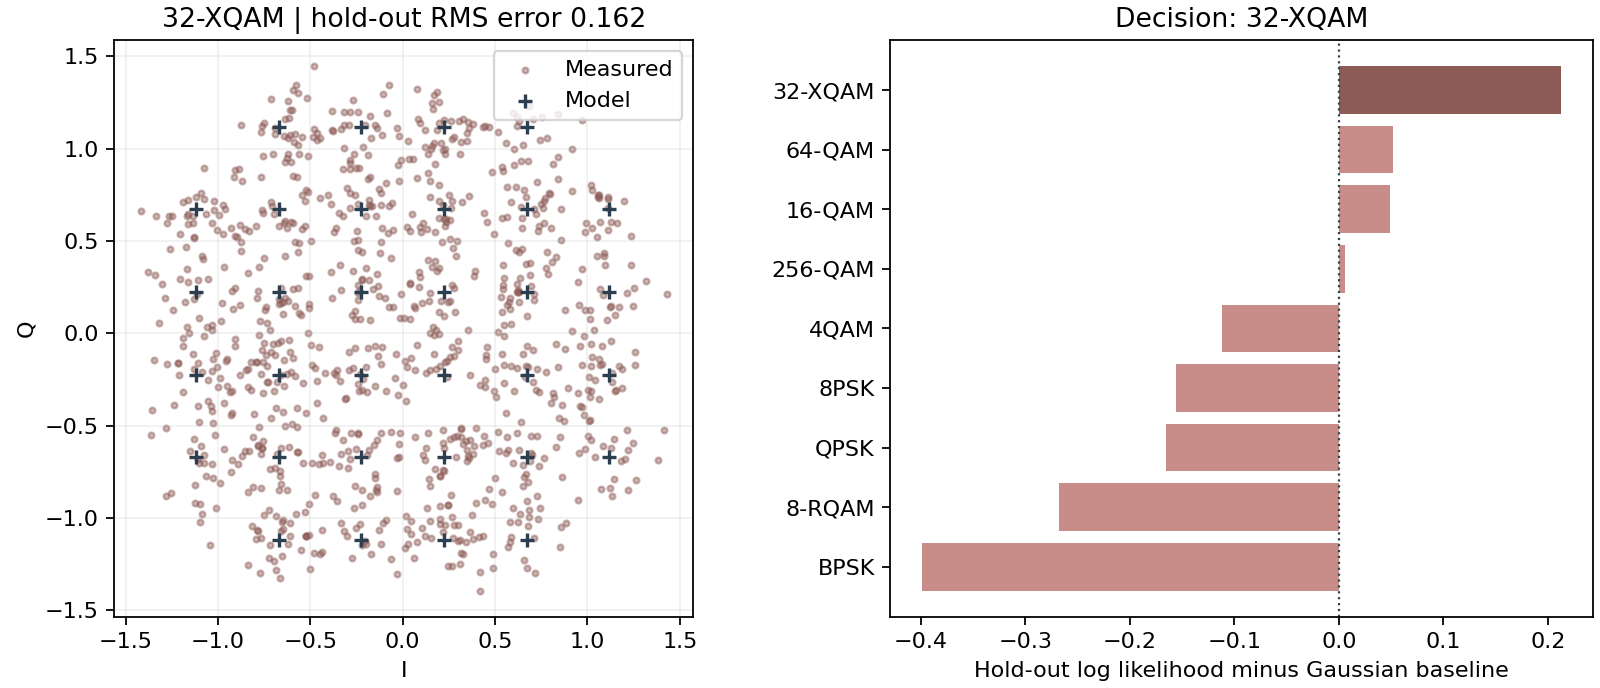 32-XQAM | hold-out RMS error 0.162
Measured
Model
Q
1.5
1.0
0.5
0.0
−0.5
−1.0
−1.5
−1.5
−1.0
−0.5
0.0
0.5
1.0
1.5
I
Decision: 32-XQAM
32-XQAM
64-QAM
16-QAM
256-QAM
4QAM
8PSK
QPSK
8-RQAM
BPSK
−0.4
−0.3
−0.2
−0.1
0.0
0.1
0.2
Hold-out log likelihood minus Gaussian baseline